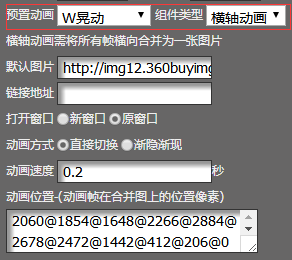 预置动画 W晃动 组件类型 横轴动画
横轴动画需将所有帧横向合并为一张图片
默认图片 http://img12.360buyimg
链接地址
打开窗口 新窗口 原窗口
动画方式 直接切换 渐隐渐现
动画速度 0.2 秒
动画位置-(动画帧在合并图上的位置像素)
2060@1854@1648@2266@2884@
2678@2472@1442@412@206@0